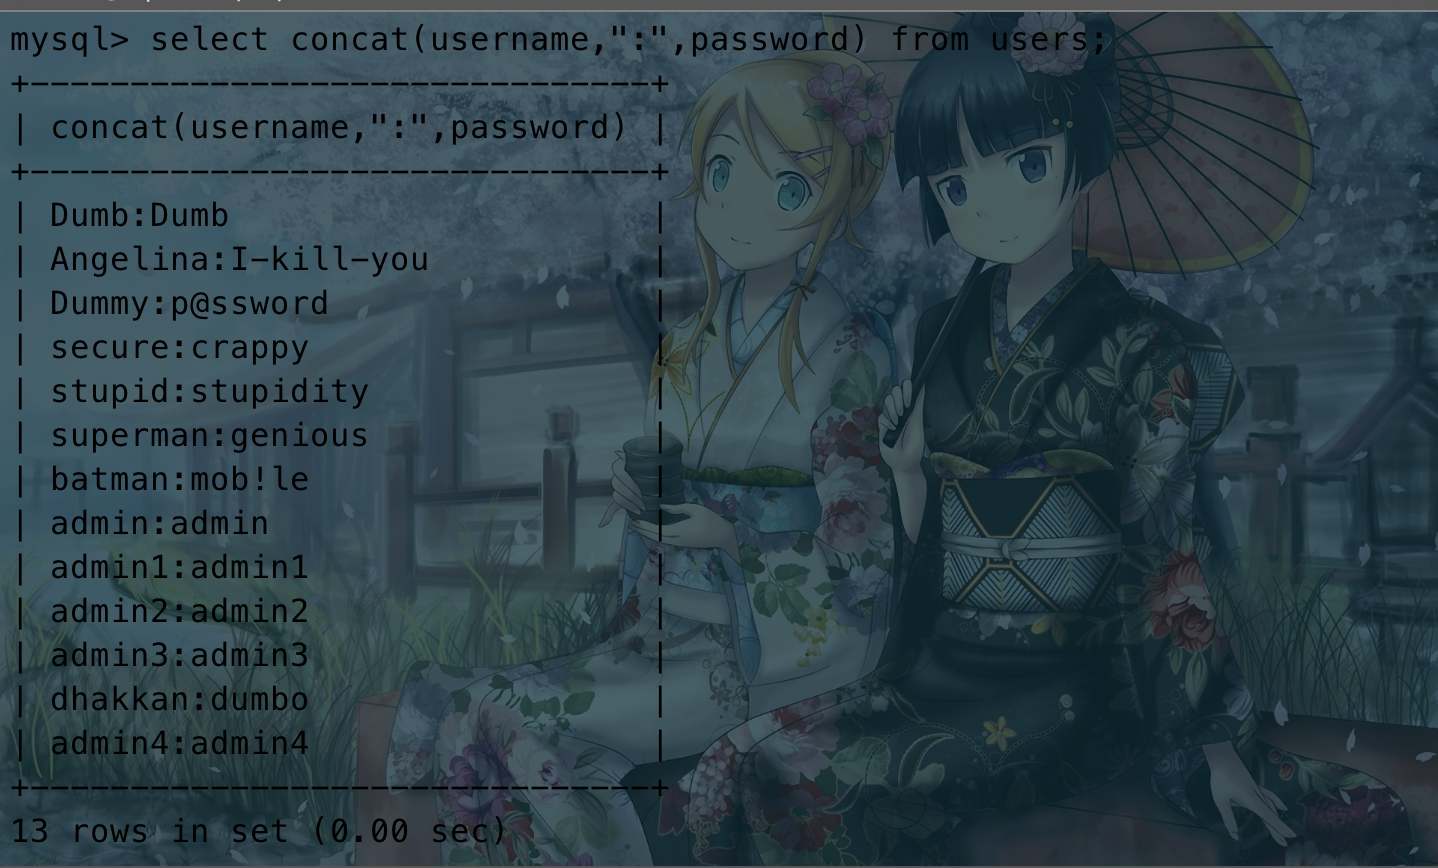 mysql> select concat(username,":",password) from users;
+-------------------------------+
| concat(username,":",password) |
+-------------------------------+
| Dumb:Dumb                     |
| Angelina:I-kill-you           |
| Dummy:p@ssword                |
| secure:crappy                 |
| stupid:stupidity              |
| superman:genious              |
| batman:mob!le                 |
| admin:admin                   |
| admin1:admin1                 |
| admin2:admin2                 |
| admin3:admin3                 |
| dhakkan:dumbo                 |
| admin4:admin4                 |
+-------------------------------+
13 rows in set (0.00 sec)